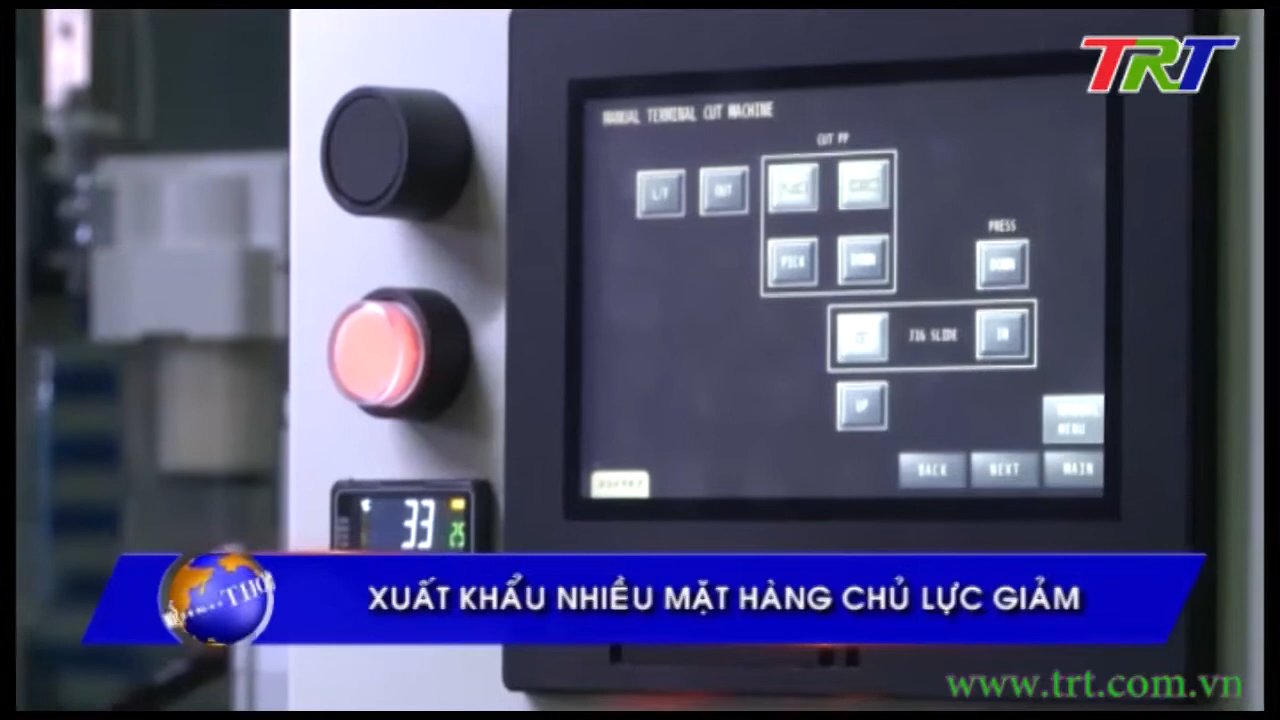 TRT
MANUAL TERMINAL CUT MACHINE
CUT PP
L/T OUT
PRESS
PICK DOWN
DOWN
JIG SLIDE IN
UP
MENU
BACK NEXT MAIN
33
25
XUẤT KHẨU NHIỀU MẶT HÀNG CHỦ LỰC GIẢM
www.trt.com.vn